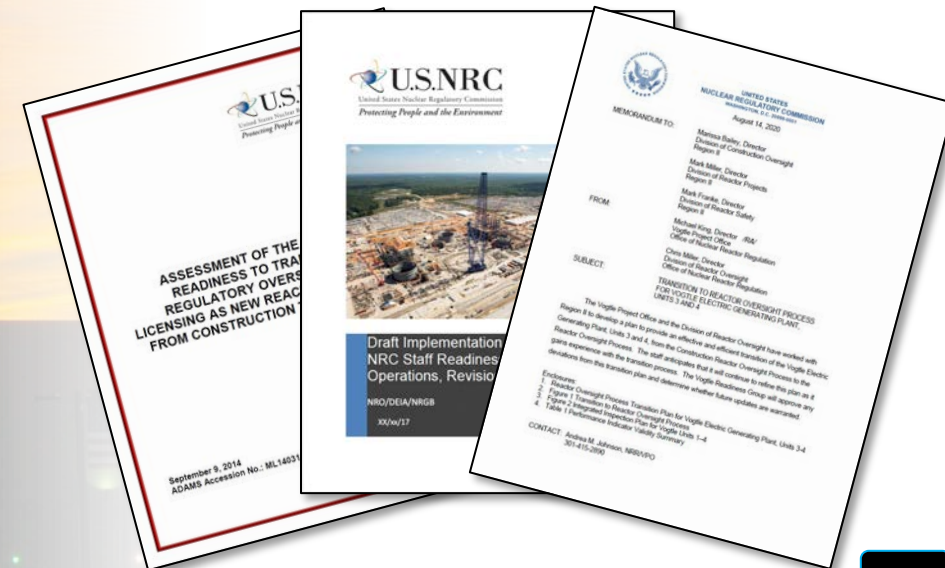 U.S.
United States Nuclear
Protecting People
ASSESSMENT OF THE
READINESS TO TRA
REGULATORY OVERS
LICENSING AS NEW REAC
FROM CONSTRUCTION T
September 9, 2014
ADAMS Accession No.: ML14031
U.S.NRC
United States Nuclear Regulatory Commission
Protecting People and the Environment
Draft Implementation
NRC Staff Readines
Operations, Revisio
NRO/DEIA/NRGB
XX/xx/17
UNITED STATES
NUCLEAR REGULATORY COMMISSION
WASHINGTON, D.C. 20555-0001
August 14, 2020
MEMORANDUM TO:
Marissa Bailey, Director
Division of Construction Oversight
Region II
Mark Miller, Director
Division of Reactor Projects
Region II
Mark Franke, Director
Division of Reactor Safety
Region II
FROM:
Michael King, Director /RA/
Vogtle Project Office
Office of Nuclear Reactor Regulation
Chris Miller, Director
Division of Reactor Oversight
Office of Nuclear Reactor Regulation
SUBJECT:
TRANSITION TO REACTOR OVERSIGHT PROCESS
FOR VOGTLE ELECTRIC GENERATING PLANT,
UNITS 3 AND 4
The Vogtle Project Office and the Division of Reactor Oversight have worked with
Region II to develop a plan to provide an effective and efficient transition of the Vogtle Electric
Generating Plant, Units 3 and 4, from the Construction Reactor Oversight Process to the
Reactor Oversight Process. The staff anticipates that it will continue to refine this plan as it
gains experience with the transition process. The Vogtle Readiness Group will approve any
deviations from this transition plan and determine whether future updates are warranted.
Enclosures:
1. Reactor Oversight Process Transition Plan for Vogtle Electric Generating Plant, Units 3-4
2. Figure 1 Transition to Reactor Oversight Process
3. Figure 2 Integrated Inspection Plan for Vogtle Units 1–4
4. Table 1 Performance Indicator Validity Summary
CONTACT: Andrea M. Johnson, NRR/VPO
301-415-2890